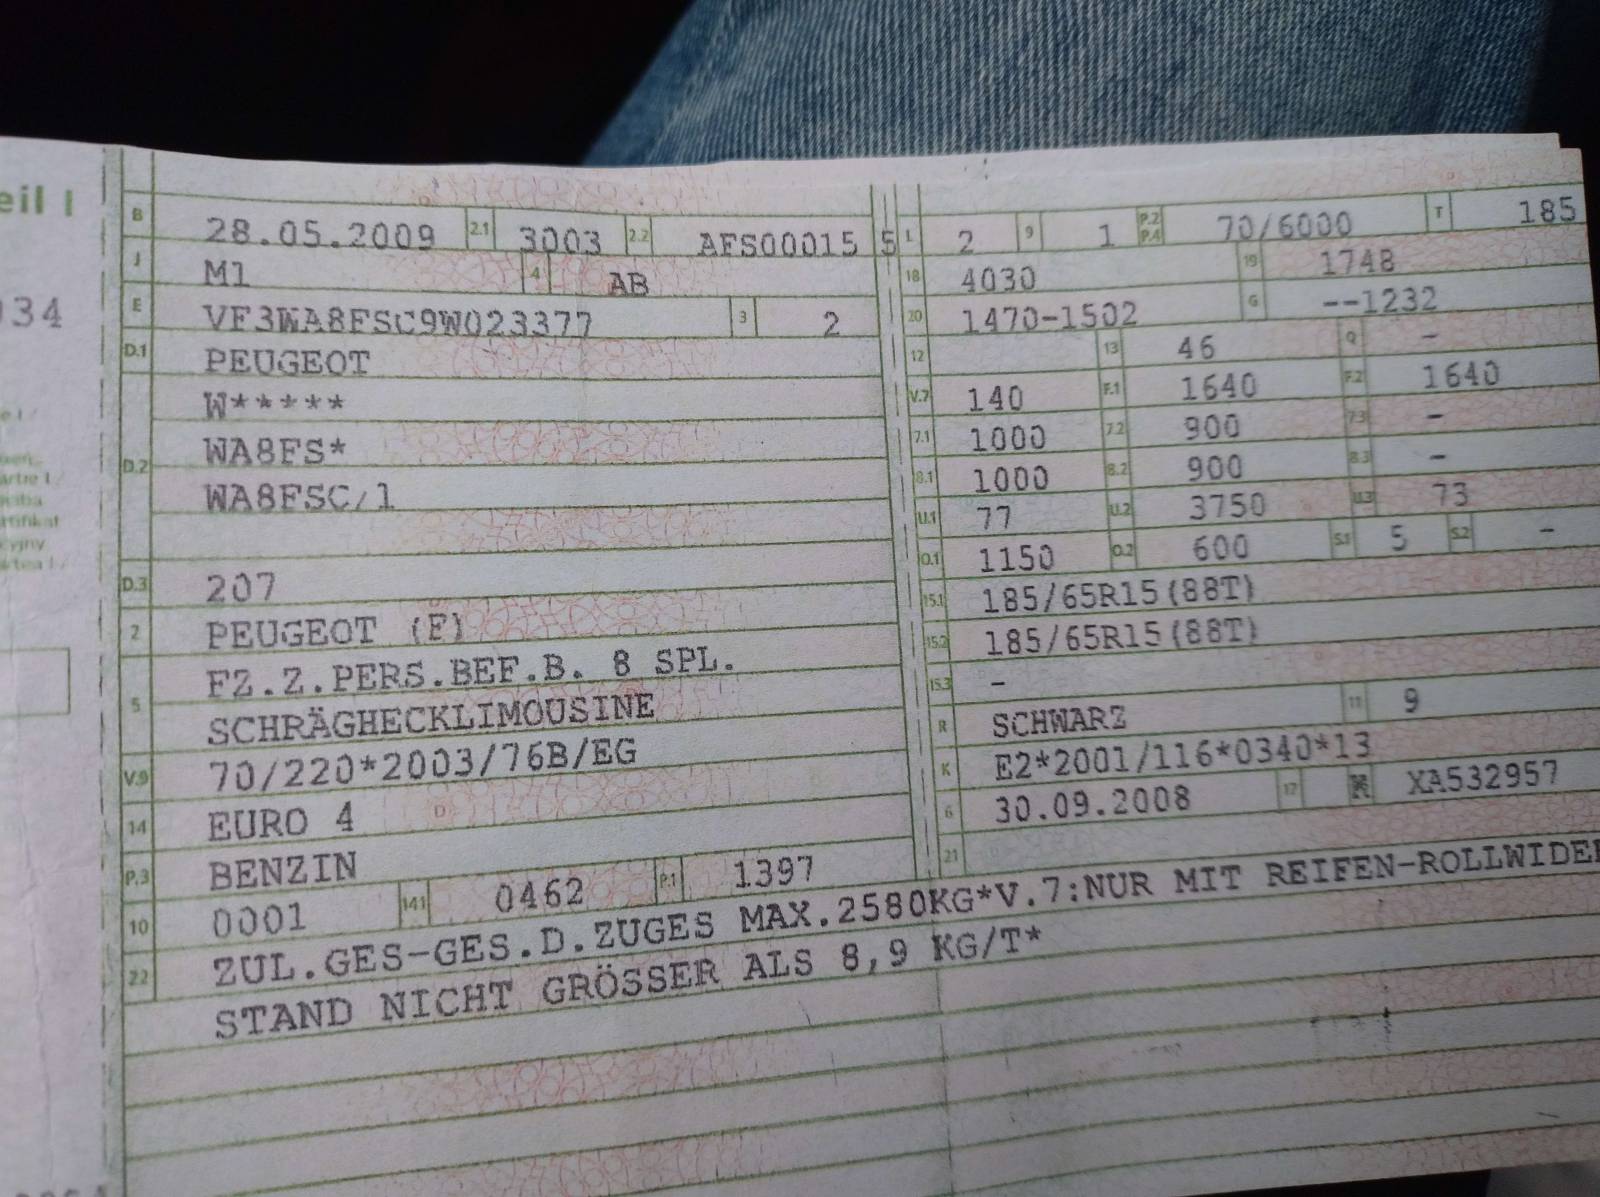 eil I
34
B 28.05.2009 2.1 3003 2.2 AFS00015 5
J M1 4 AB
E VF3WA8FSC9W023377 3 2
D.1 PEUGEOT
W*****
D.2 WA8FS*
WA8FSC/1
D.3 207
2 PEUGEOT (F)
5 FZ.Z.PERS.BEF.B. 8 SPL.
SCHRÄGHECKLIMOUSINE
V.9 70/220*2003/76B/EG
14 EURO 4
P.3 BENZIN
10 0001 14.1 0462 P.1 1397
L 2 9 1 P.2 P.4 70/6000 T 185
18 4030 19 1748
20 1470-1502 G --1232
12 13 46 Q -
V.7 140 F.1 1640 F.2 1640
7.1 1000 7.2 900 7.3 -
8.1 1000 8.2 900 8.3 -
U.1 77 U.2 3750 U.3 73
O.1 1150 O.2 600 S.1 5 S.2 -
15.1 185/65R15(88T)
15.2 185/65R15(88T)
15.3 -
R SCHWARZ 11 9
K E2*2001/116*0340*13
6 30.09.2008 17 XA532957
21
22 ZUL.GES-GES.D.ZUGES MAX.2580KG*V.7:NUR MIT REIFEN-ROLLWIDE
STAND NICHT GRÖSSER ALS 8,9 KG/T*